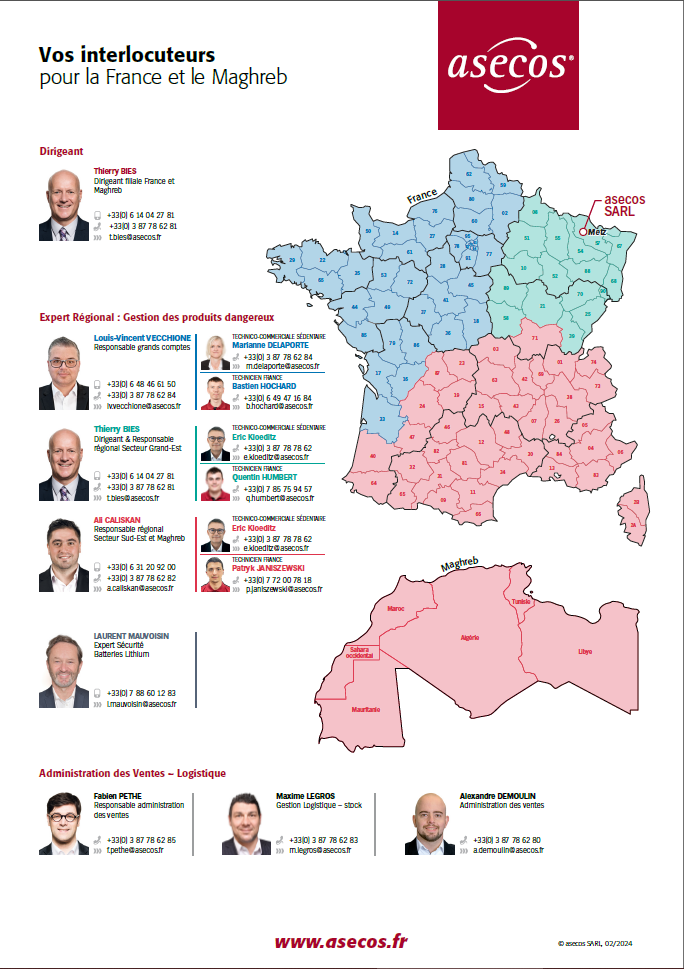 Vos interlocuteurs
pour la France et le Maghreb
asecos®
Dirigeant
Thierry BIES
Dirigeant filiale France et
Maghreb
+33(0) 6 14 04 27 81
+33(0) 3 87 78 62 81
t.bies@asecos.fr
France
asecos
SARL
Metz
Expert Régional : Gestion des produits dangereux
Louis-Vincent VECCHIONE
Responsable grands comptes
+33(0) 6 48 46 61 50
+33(0) 3 87 78 62 84
lv.vecchione@asecos.fr
TECHNICO-COMMERCIALE SÉDENTAIRE
Marianne DELAPORTE
+33(0) 3 87 78 62 84
m.delaporte@asecos.fr
TECHNICIEN FRANCE
Bastien HOCHARD
+33(0) 6 49 47 16 84
b.hochard@asecos.fr
Thierry BIES
Dirigeant & Responsable
régional Secteur Grand-Est
+33(0) 6 14 04 27 81
+33(0) 3 87 78 62 81
t.bies@asecos.fr
TECHNICO-COMMERCIALE SÉDENTAIRE
Eric Kloeditz
+33(0) 3 87 78 78 62
e.kloeditz@asecos.fr
TECHNICIEN FRANCE
Quentin HUMBERT
+33(0) 7 85 75 94 57
q.humbert@asecos.fr
Ali CALISKAN
Responsable régional
Secteur Sud-Est et Maghreb
+33(0) 6 31 20 92 00
+33(0) 3 87 78 62 82
a.caliskan@asecos.fr
TECHNICO-COMMERCIALE SÉDENTAIRE
Eric Kloeditz
+33(0) 3 87 78 78 62
e.kloeditz@asecos.fr
TECHNICIEN FRANCE
Patryk JANISZEWSKI
+33(0) 7 72 00 78 18
p.janiszewski@asecos.fr
LAURENT MAUVOISIN
Expert Sécurité
Batteries Lithium
+33(0) 7 88 60 12 83
l.mauvoisin@asecos.fr
Maghreb
Maroc
Tunisie
Algérie
Libye
Sahara
occidental
Mauritanie
Administration des Ventes – Logistique
Fabien PETHE
Responsable administration
des ventes
+33(0) 3 87 78 62 85
f.pethe@asecos.fr
Maxime LEGROS
Gestion Logistique – stock
+33(0) 3 87 78 62 83
m.legros@asecos.fr
Alexandre DEMOULIN
Administration des ventes
+33(0) 3 87 78 62 80
a.demoulin@asecos.fr
www.asecos.fr
© asecos SARL, 02/2024